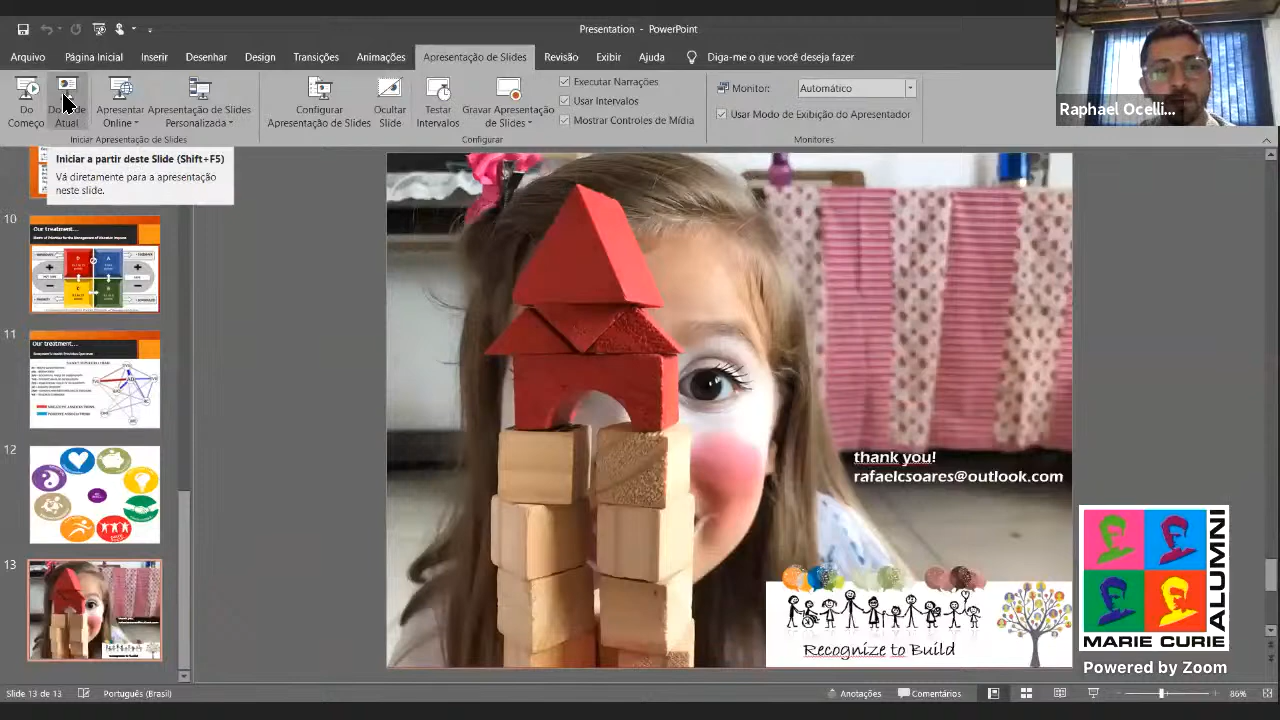 Presentation - PowerPoint
Arquivo
Página Inicial
Inserir
Desenhar
Design
Transições
Animações
Apresentação de Slides
Revisão
Exibir
Ajuda
Diga-me o que você deseja fazer
Do Começo
Atual
Apresentar Online
Apresentação de Slides Personalizada
Iniciar Apresentação de Slides
Configurar Apresentação de Slides
Ocultar Slide
Testar Intervalos
Gravar Apresentação de Slides
Executar Narrações
Usar Intervalos
Mostrar Controles de Mídia
Configurar
Monitor:
Automático
Usar Modo de Exibição do Apresentador
Monitores
Raphael Ocelli...
Iniciar a partir deste Slide (Shift+F5)
Vá diretamente para a apresentação
neste slide.
10
Our treatment...
11
Our treatment...
12
13
thank you!
rafaelcsoares@outlook.com
Recognize to Build
MARIE CURIE
ALUMNI
Powered by Zoom
Slide 13 de 13
Português (Brasil)
Anotações
Comentários
86%